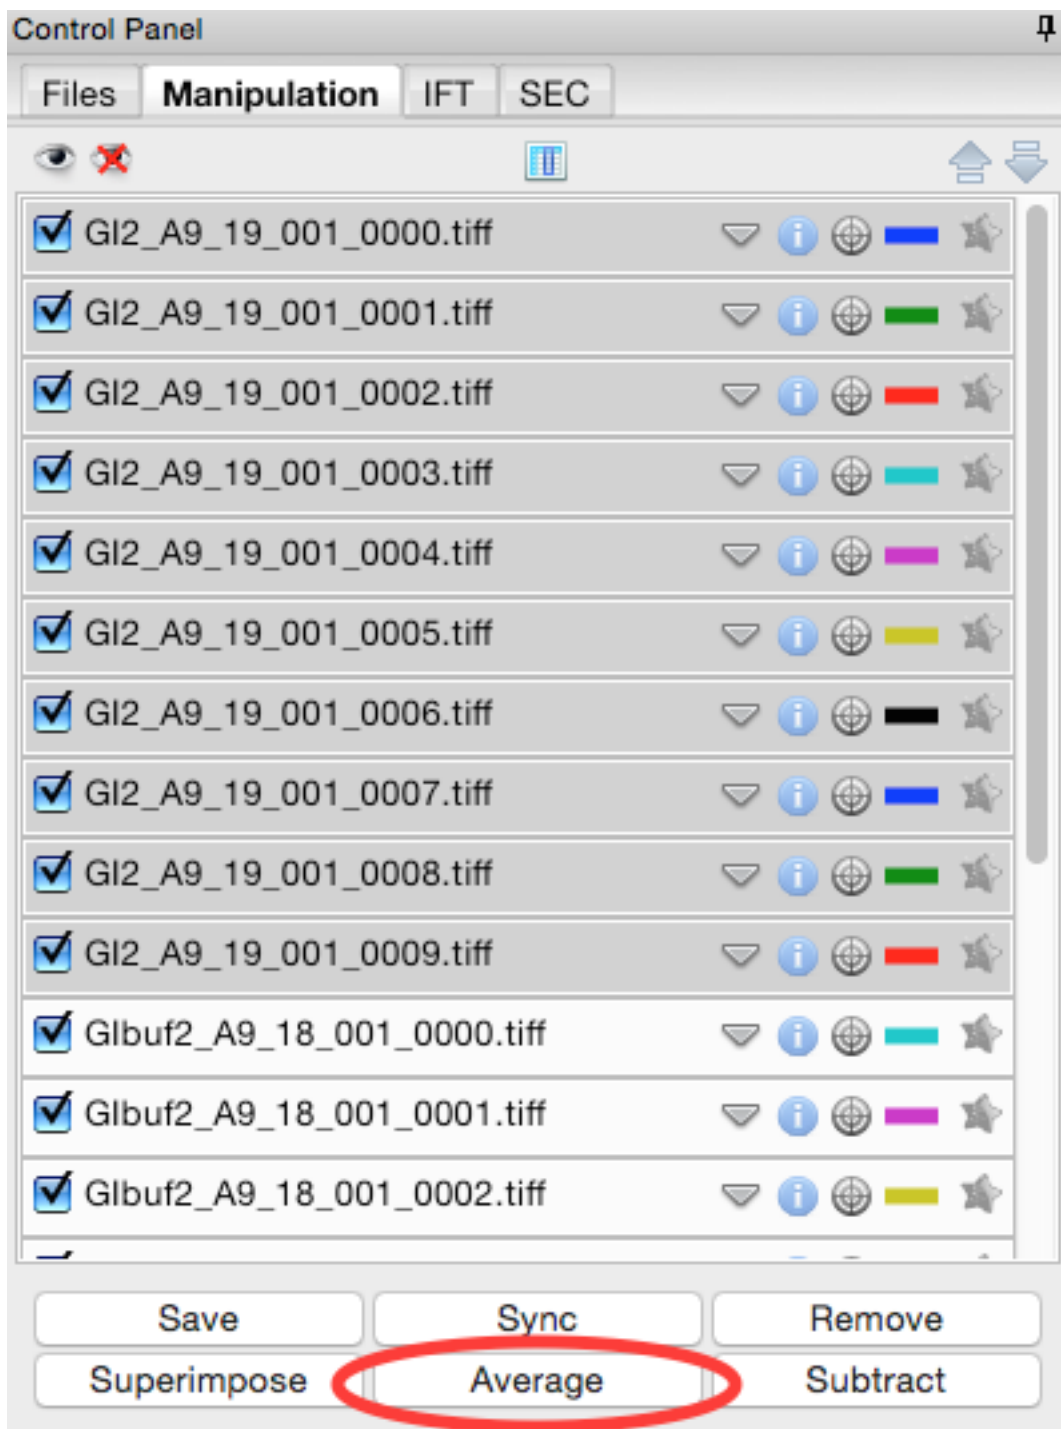 Control Panel
Files Manipulation IFT SEC
GI2_A9_19_001_0000.tiff
GI2_A9_19_001_0001.tiff
GI2_A9_19_001_0002.tiff
GI2_A9_19_001_0003.tiff
GI2_A9_19_001_0004.tiff
GI2_A9_19_001_0005.tiff
GI2_A9_19_001_0006.tiff
GI2_A9_19_001_0007.tiff
GI2_A9_19_001_0008.tiff
GI2_A9_19_001_0009.tiff
GIbuf2_A9_18_001_0000.tiff
GIbuf2_A9_18_001_0001.tiff
GIbuf2_A9_18_001_0002.tiff
Save Sync Remove
Superimpose Average Subtract